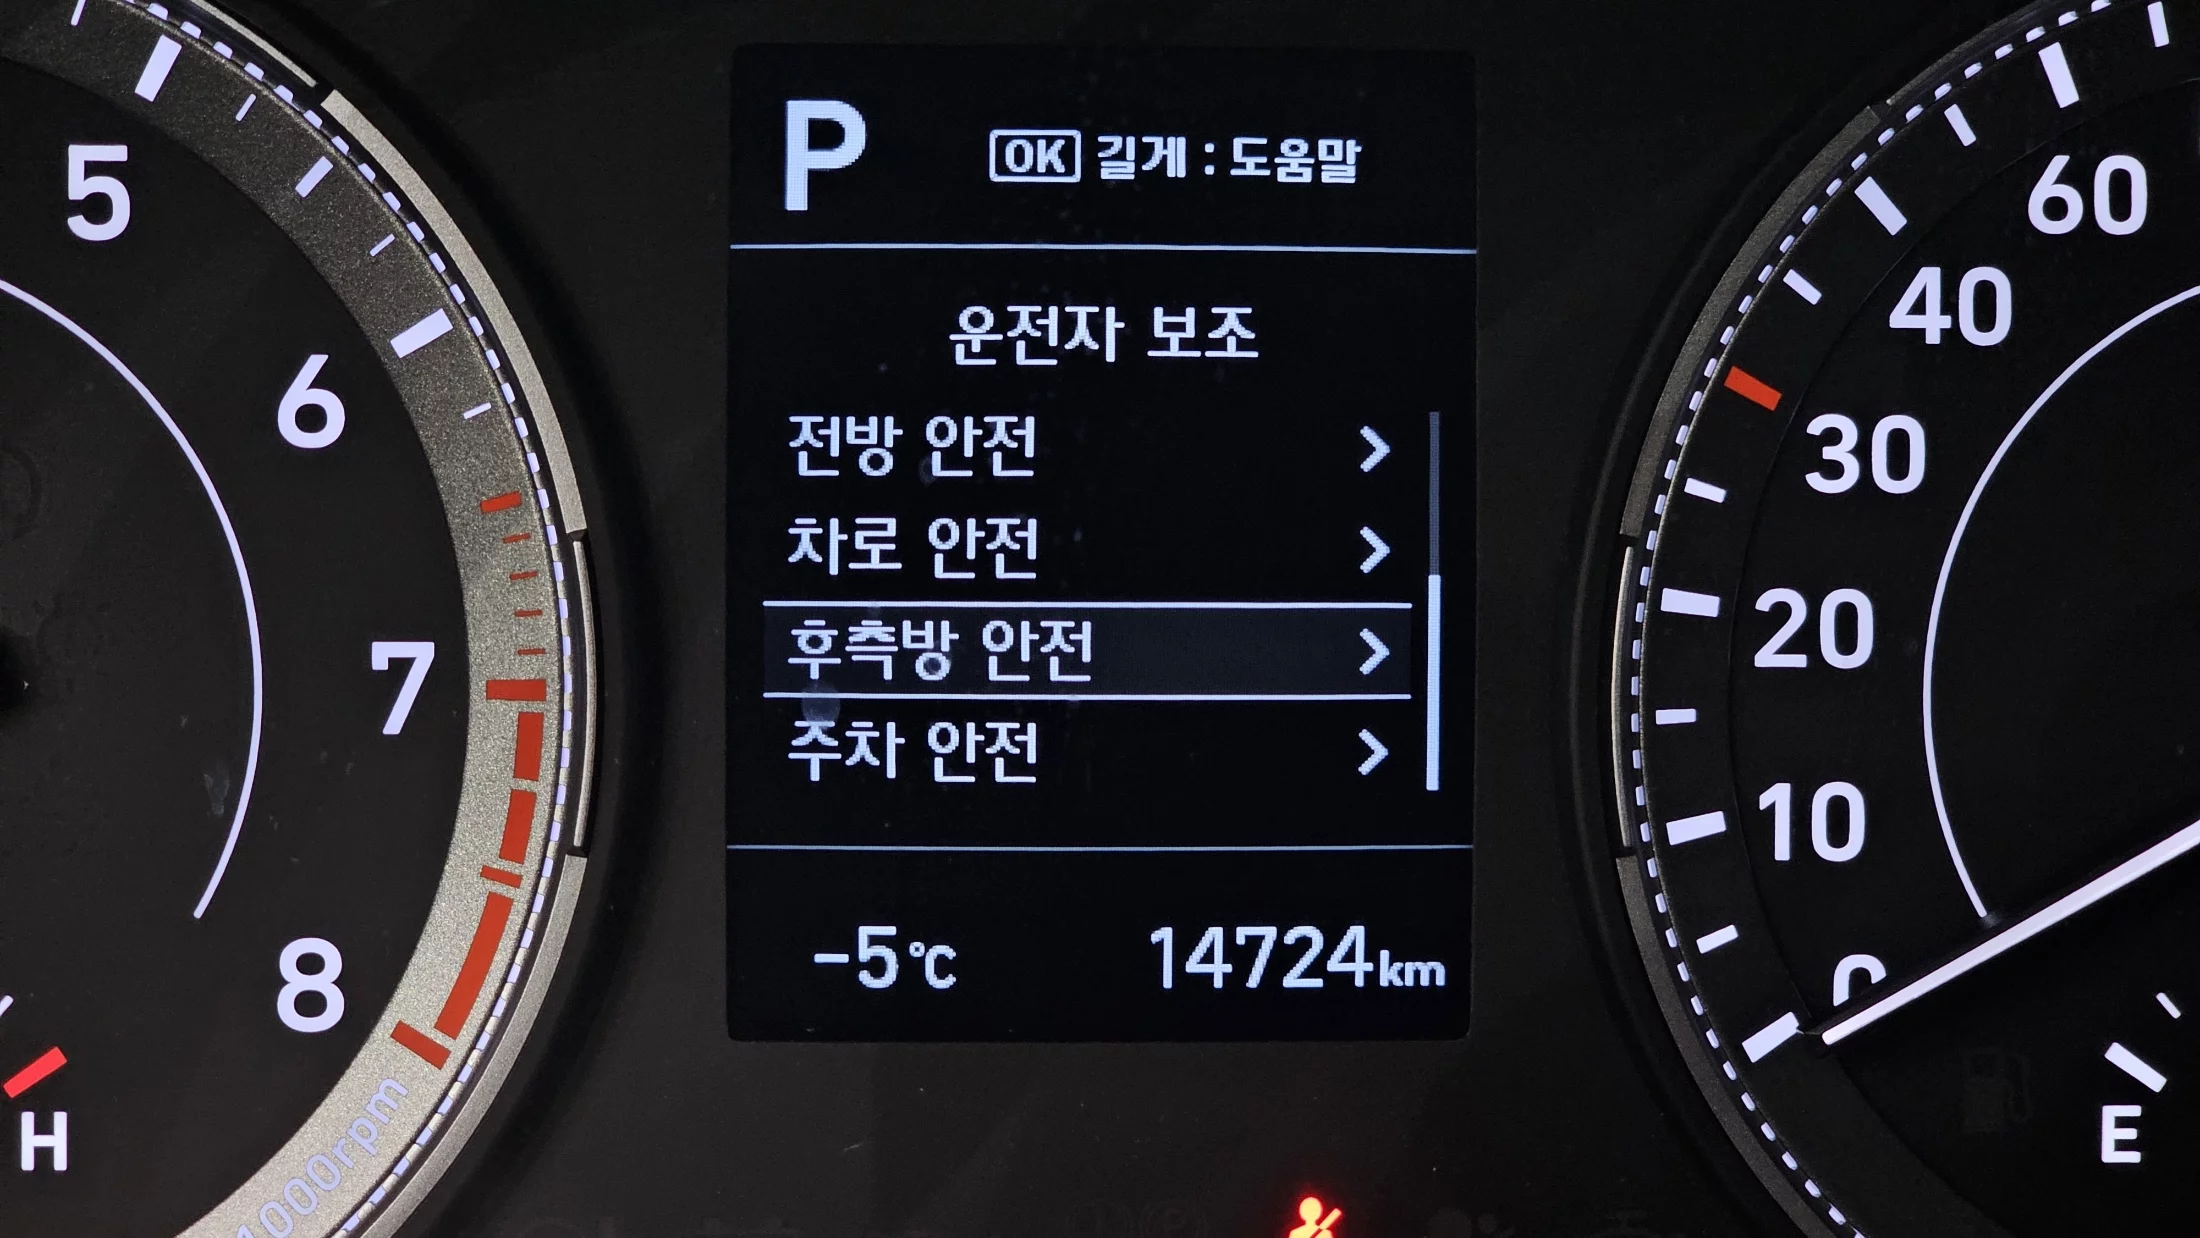 P
OK 길게 : 도움말
운전자 보조
전방 안전
차로 안전
후측방 안전
주차 안전
-5℃
14724km
5
6
7
8
1000rpm
H
60
40
30
20
10
0
E